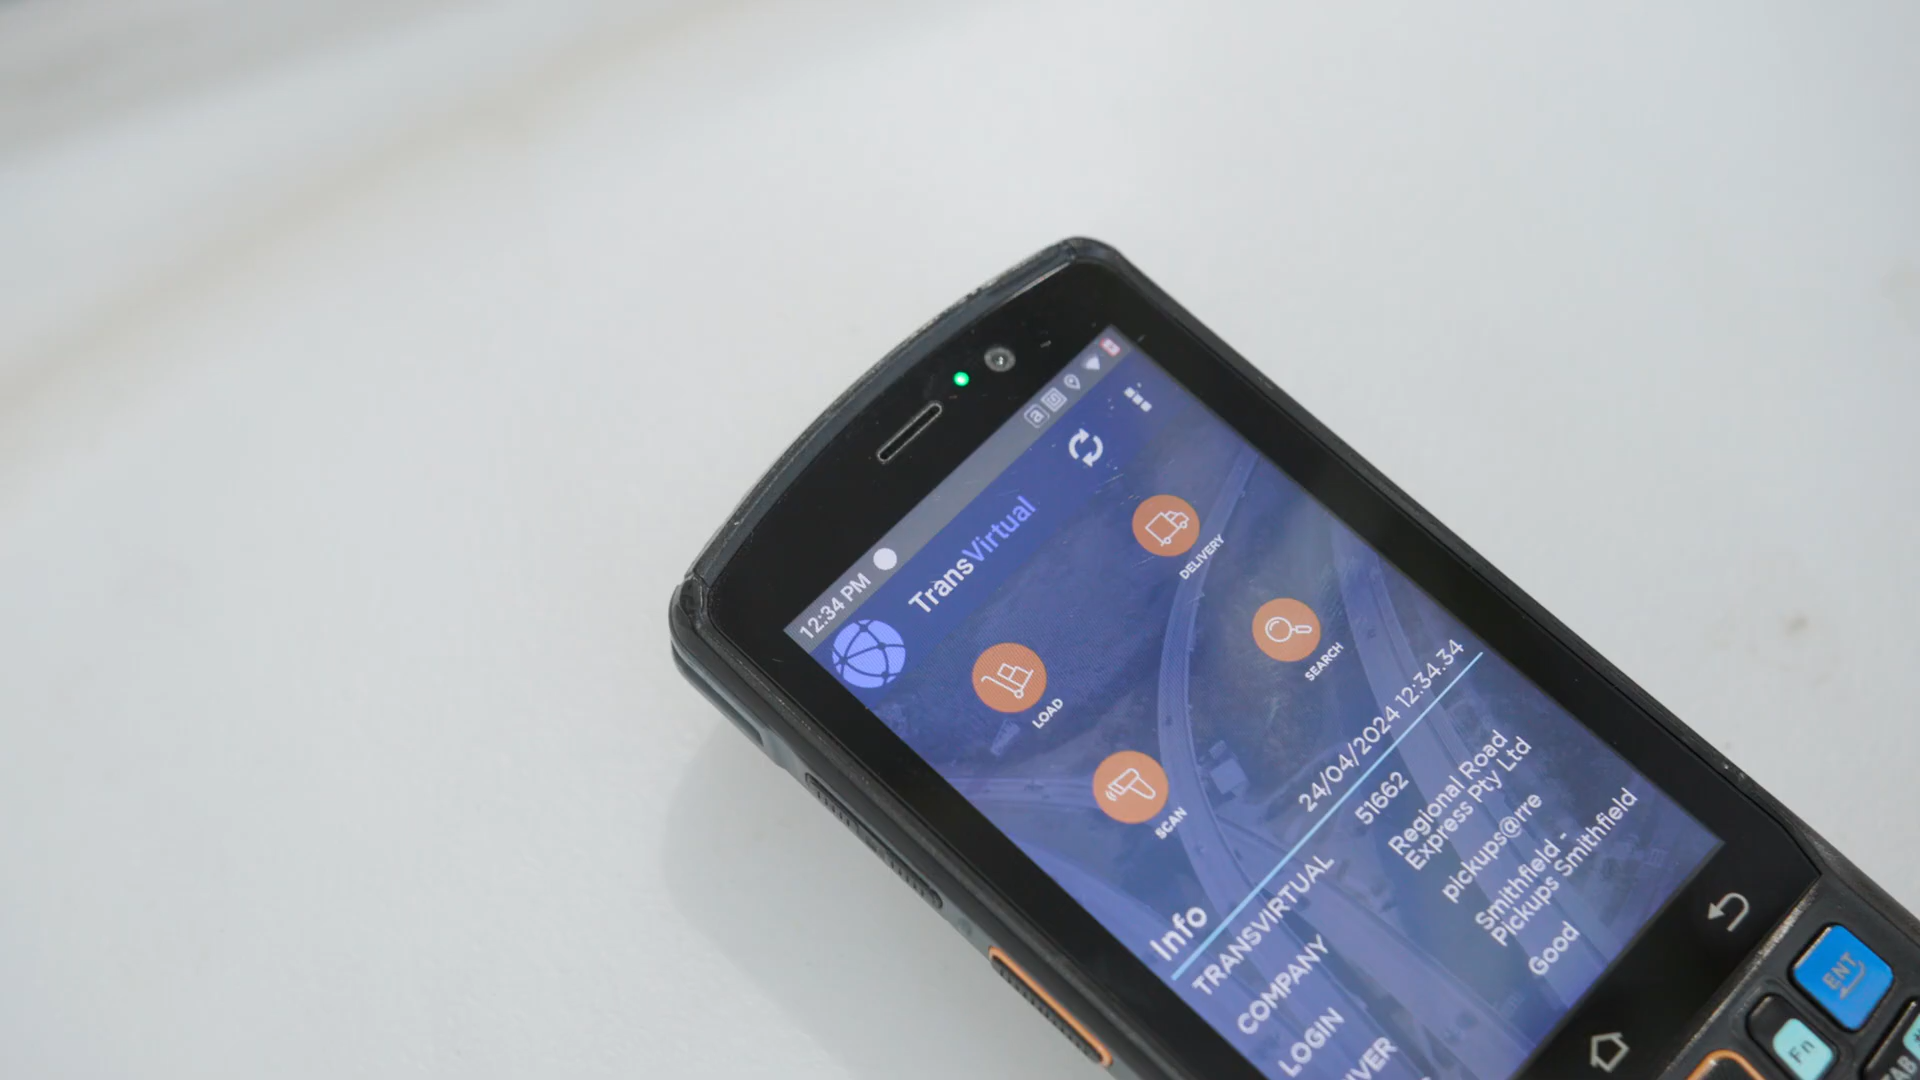 12:34 PM
TransVirtual
LOAD
DELIVERY
SCAN
SEARCH
Info
24/04/2024 12:34.34
TRANSVIRTUAL
51662
COMPANY
Regional Road
Express Pty Ltd
LOGIN
pickups@rre
Smithfield -
Pickups Smithfield
Good
ENT
Fn